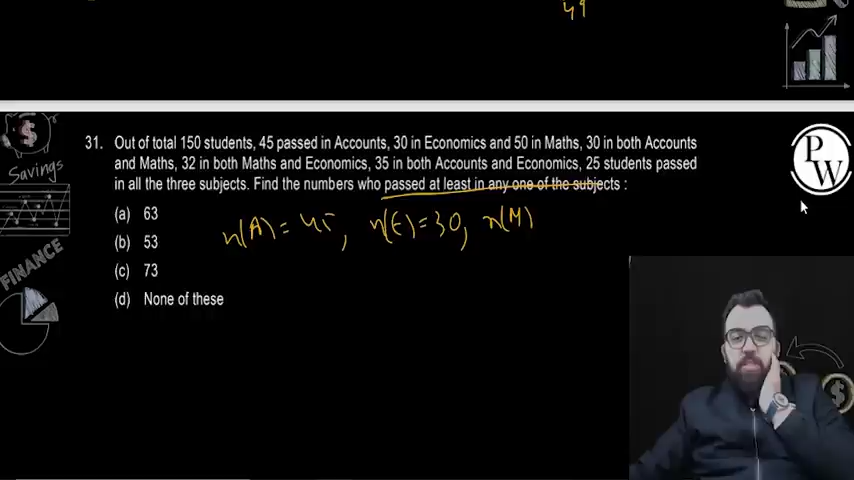 49
31. Out of total 150 students, 45 passed in Accounts, 30 in Economics and 50 in Maths, 30 in both Accounts
and Maths, 32 in both Maths and Economics, 35 in both Accounts and Economics, 25 students passed
in all the three subjects. Find the numbers who passed at least in any one of the subjects :
(a) 63
(b) 53
(c) 73
(d) None of these
n(A) = 45, n(E) = 30, n(M)
Savings
FINANCE
PW